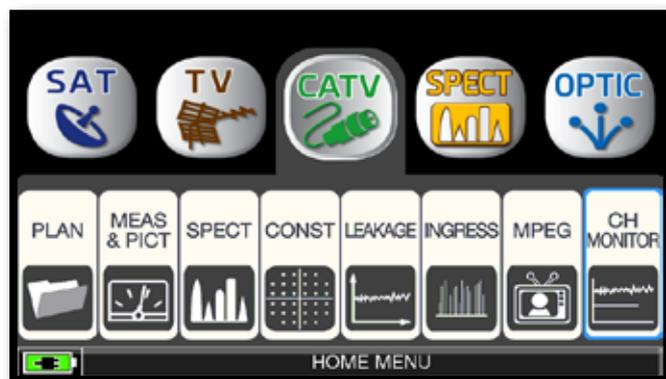 SAT
TV
CATV
SPECT
OPTIC
PLAN
MEAS
& PICT
SPECT
CONST
LEAKAGE
INGRESS
MPEG
CH
MONITOR
HOME MENU